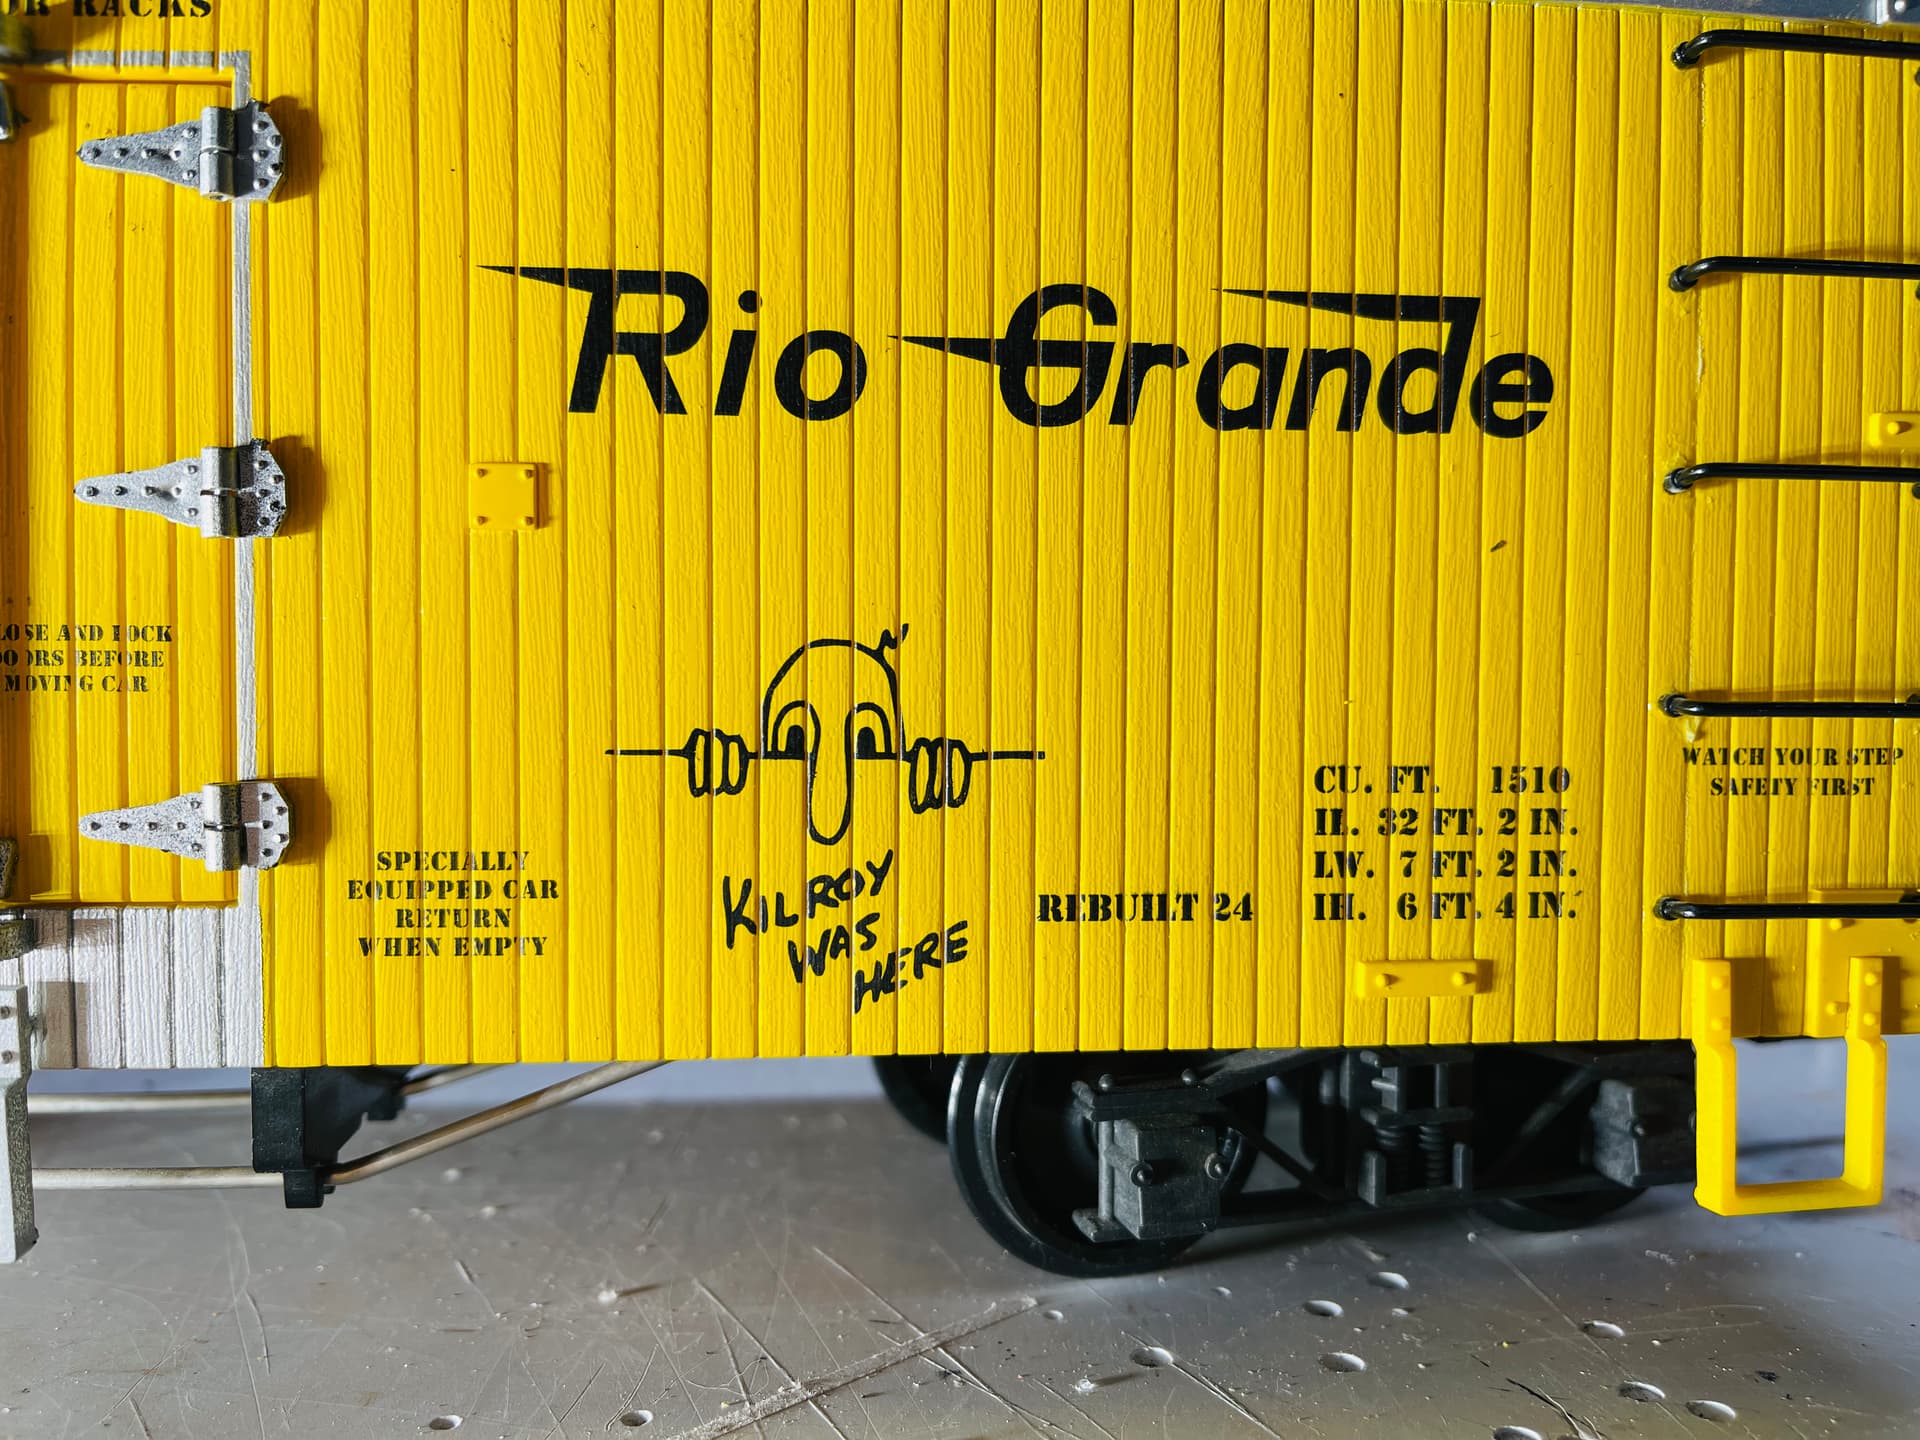 OR RACKS
Rio Grande
LOSE AND LOCK
DOORS BEFORE
MOVING CAR
SPECIALLY
EQUIPPED CAR
RETURN
WHEN EMPTY
KILROY
WAS
HERE
REBUILT 24
CU. FT. 1510
IL. 32 FT. 2 IN.
LW. 7 FT. 2 IN.
IH. 6 FT. 4 IN.
WATCH YOUR STEP
SAFETY FIRST